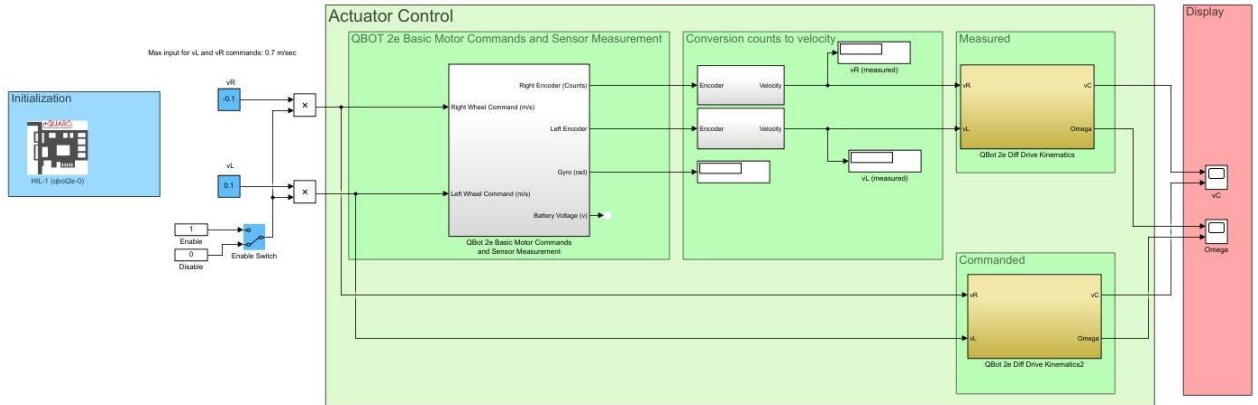 Actuator Control
Display
QBOT 2e Basic Motor Commands and Sensor Measurement
Conversion counts to velocity
Measured
Max input for vL and vR commands: 0.7 m/sec
vR (measured)
vR
-0.1
×
Right Encoder (Counts)
Encoder
Velocity
vR
vC
Initialization
Right Wheel Command (m/s)
QUARC
Left Encoder
Encoder
Velocity
vL
Omega
QBot 2e Diff Drive Kinematics
HIL-1 (qbot2e-0)
vL
0.1
×
Gyro (rad)
vL (measured)
Left Wheel Command (m/s)
vC
Battery Voltage (v)
1
Enable
0
Disable
Enable Switch
QBot 2e Basic Motor Commands
and Sensor Measurement
Omega
Commanded
vR
vC
vL
Omega
QBot 2e Diff Drive Kinematics2